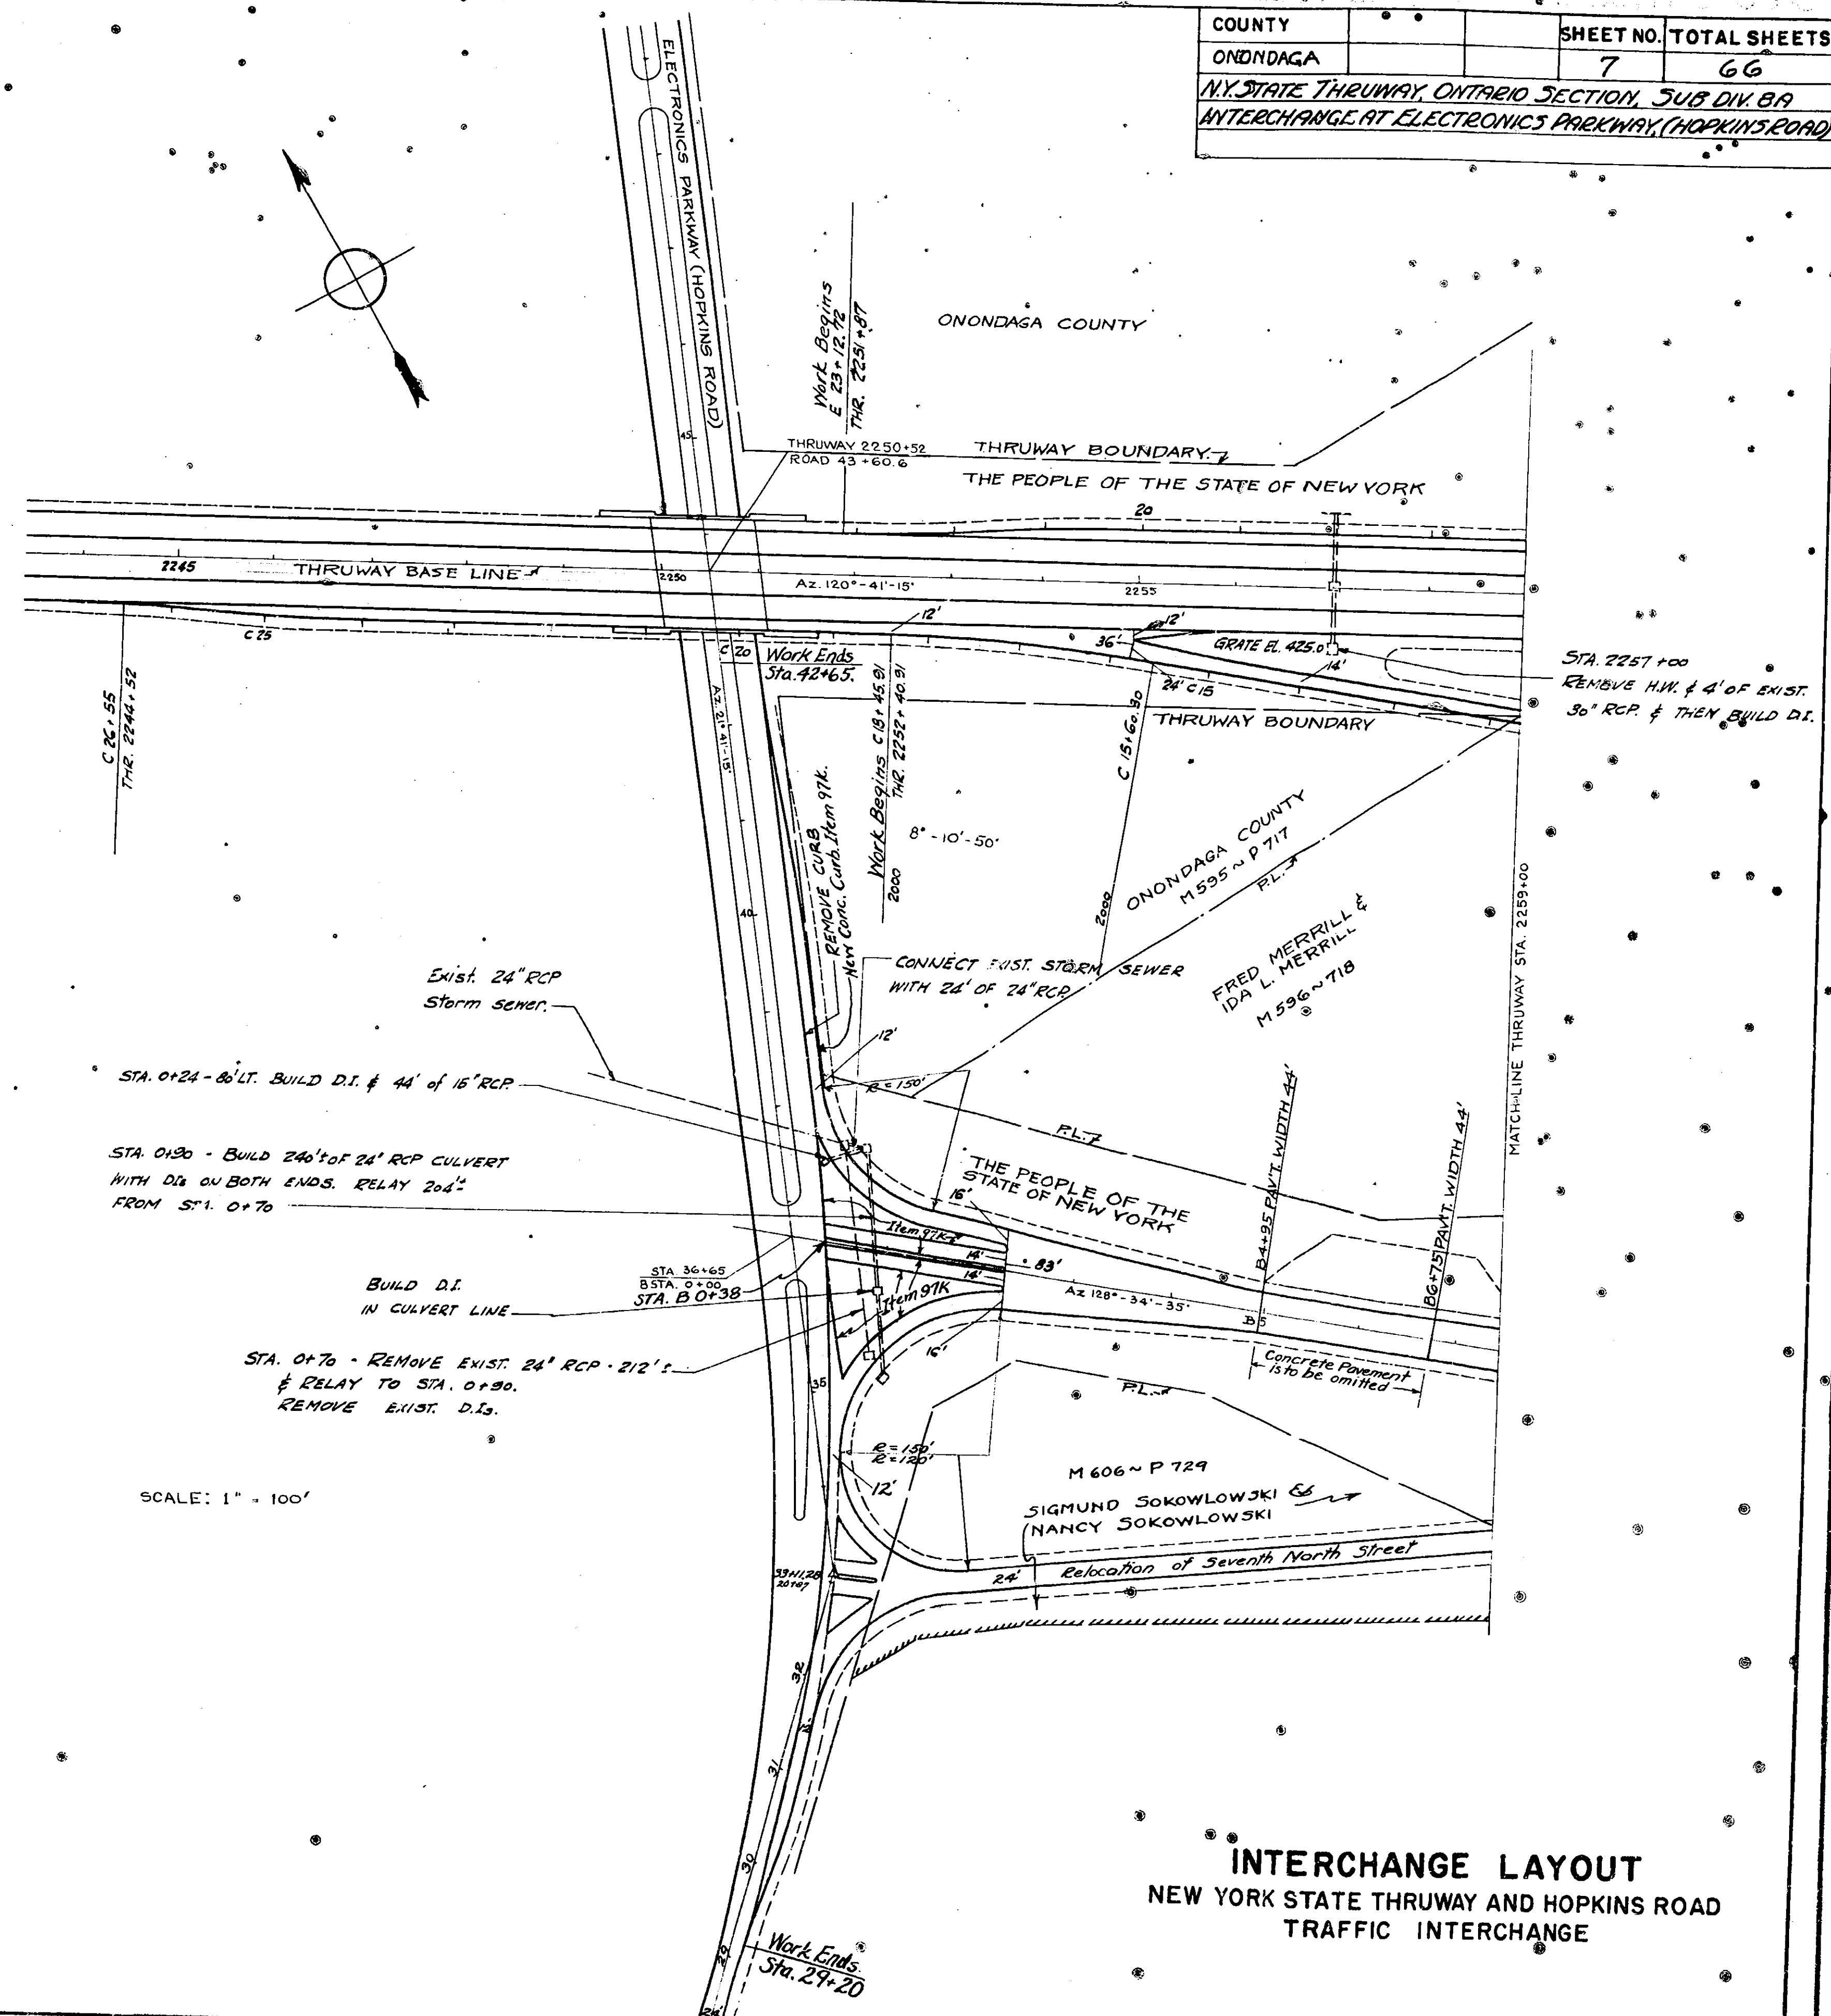 COUNTY
SHEET NO.
TOTAL SHEETS
ONONDAGA
7
66
N.Y. STATE THRUWAY, ONTARIO SECTION, SUB DIV. 8A
INTERCHANGE AT ELECTRONICS PARKWAY, (HOPKINS ROAD)
ELECTRONICS PARKWAY (HOPKINS ROAD)
Work Begins
E 23+12.72
THR. 2251+87
ONONDAGA COUNTY
45
THRUWAY 2250+52
ROAD 43+60.6
THRUWAY BOUNDARY
THE PEOPLE OF THE STATE OF NEW YORK
20
2245
THRUWAY BASE LINE
2250
Az. 120°-41'-15"
2255
C 25
12'
36'
12'
GRATE El. 425.0
14'
C 20
Work Ends
Sta. 42+65.
24' C 15
THRUWAY BOUNDARY
STA. 2257+00
REMOVE H.W. & 4' OF EXIST.
30" RCP. & THEN BUILD D.I.
C 26+55
THR. 2244+52
AZ. 21°-41'-15"
Work Begins C 18+45.91
THR. 2252+40.91
2000
8°-10'-50"
C 15+60.30
2000
REMOVE CURB
New Conc. Curb. Item 97K.
40
ONONDAGA COUNTY
M 595 ~ P 717
P.L.
FRED MERRILL &
IDA L. MERRILL
M 596 ~ 718
MATCH-LINE THRUWAY STA. 2259+00
Exist. 24" RCP
Storm sewer.
CONNECT EXIST. STORM SEWER
WITH 24' OF 24" RCP.
12'
R = 150'
STA. 0+24 - 80' LT. BUILD D.I. & 44' of 15" RCP.
P.L.
B4+95 PAV'T. WIDTH 44'
B6+75 PAV'T. WIDTH 44'
STA. 0+90 - BUILD 240'± OF 24" RCP CULVERT
WITH DIs ON BOTH ENDS. RELAY 204'±
FROM STA. 0+70
THE PEOPLE OF THE
STATE OF NEW YORK
16'
Item 97K
14'
83'
14'
STA. 36+65
B STA. 0+00
STA. B 0+38
BUILD D.I.
IN CULVERT LINE
Item 97K
Az 128°-34'-35"
B 5
16'
Concrete Pavement
is to be omitted
STA. 0+70 - REMOVE EXIST. 24" RCP - 212'±
& RELAY TO STA. 0+90.
REMOVE EXIST. D.Is.
35
P.L.
R = 150'
R = 120'
12'
M 606 ~ P 729
SIGMUND SOKOWLOWSKI &
NANCY SOKOWLOWSKI
SCALE: 1" = 100'
33+11.28
20+87
24'
Relocation of Seventh North Street
32
31
30
29
Work Ends
Sta. 29+20
INTERCHANGE LAYOUT
NEW YORK STATE THRUWAY AND HOPKINS ROAD
TRAFFIC INTERCHANGE